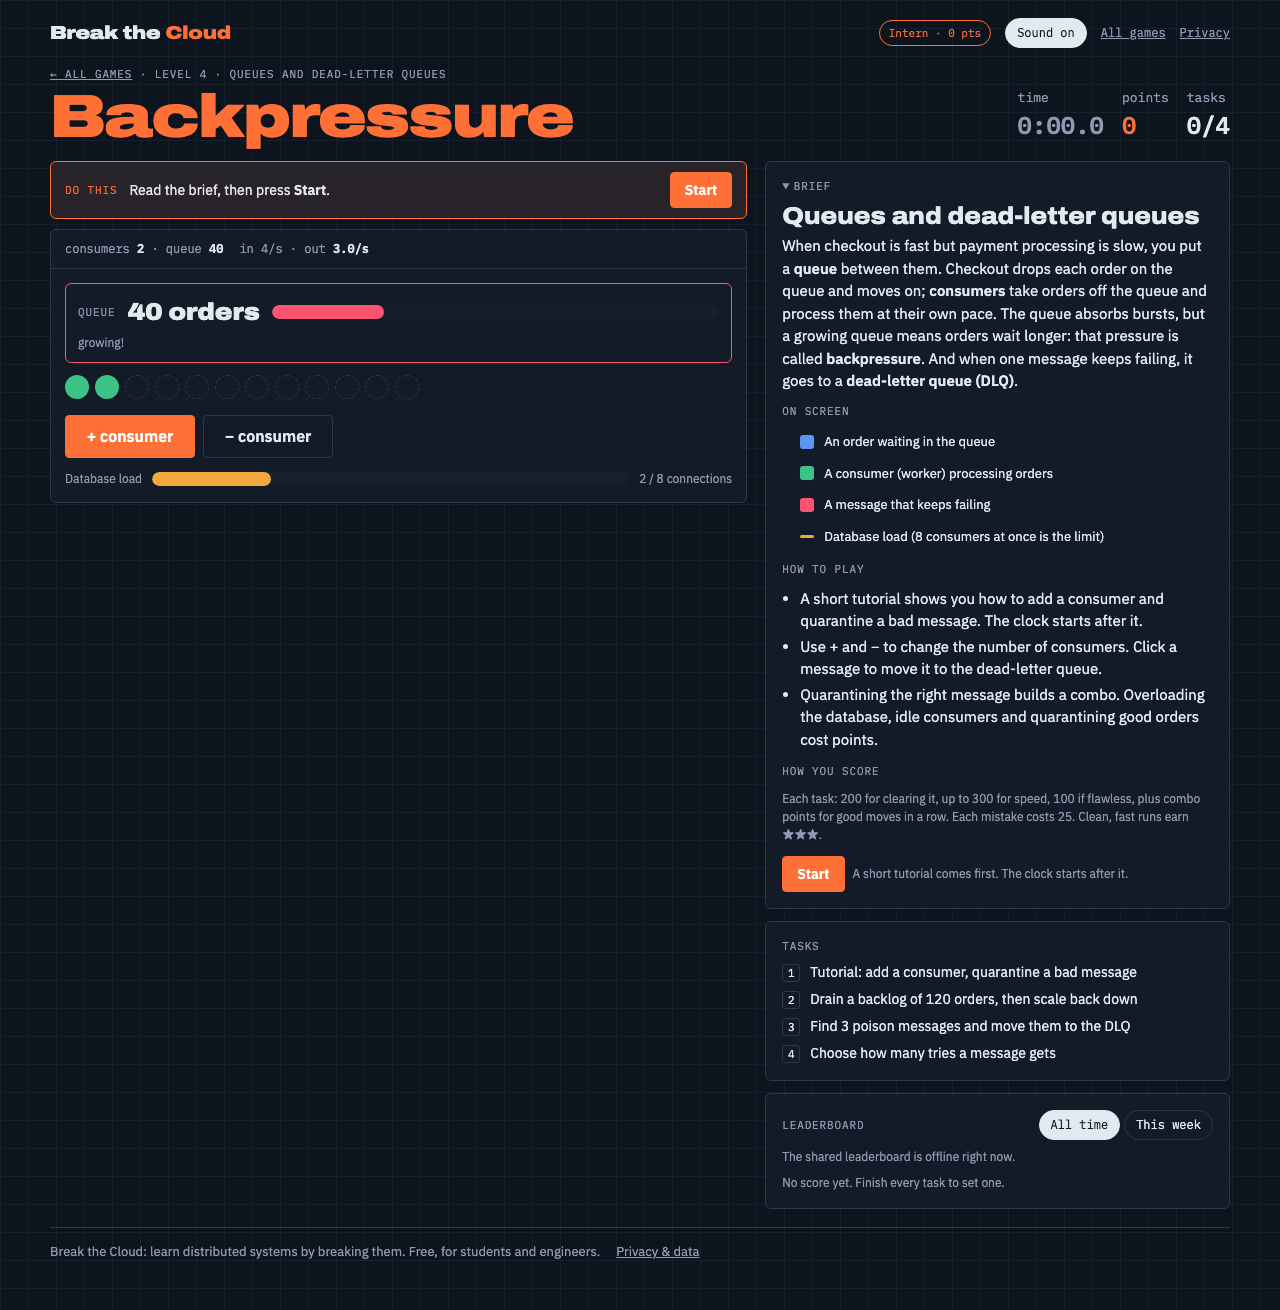 Break the Cloud
Intern · 0 pts
Sound on
All games
Privacy
← ALL GAMES · LEVEL 4 · QUEUES AND DEAD-LETTER QUEUES
Backpressure
time
0:00.0
points
0
tasks
0/4
DO THIS
Read the brief, then press Start.
Start
consumers 2 · queue 40 in 4/s · out 3.0/s
QUEUE
40 orders
growing!
+ consumer
− consumer
Database load
2 / 8 connections
▼ BRIEF
Queues and dead-letter queues
When checkout is fast but payment processing is slow, you put
a queue between them. Checkout drops each order on the
queue and moves on; consumers take orders off the queue and
process them at their own pace. The queue absorbs bursts, but
a growing queue means orders wait longer: that pressure is
called backpressure. And when one message keeps failing, it
goes to a dead-letter queue (DLQ).
ON SCREEN
An order waiting in the queue
A consumer (worker) processing orders
A message that keeps failing
Database load (8 consumers at once is the limit)
HOW TO PLAY
• A short tutorial shows you how to add a consumer and
quarantine a bad message. The clock starts after it.
• Use + and − to change the number of consumers. Click a
message to move it to the dead-letter queue.
• Quarantining the right message builds a combo. Overloading
the database, idle consumers and quarantining good orders
cost points.
HOW YOU SCORE
Each task: 200 for clearing it, up to 300 for speed, 100 if flawless, plus combo
points for good moves in a row. Each mistake costs 25. Clean, fast runs earn
★★★.
Start
A short tutorial comes first. The clock starts after it.
TASKS
1 Tutorial: add a consumer, quarantine a bad message
2 Drain a backlog of 120 orders, then scale back down
3 Find 3 poison messages and move them to the DLQ
4 Choose how many tries a message gets
LEADERBOARD
All time
This week
The shared leaderboard is offline right now.
No score yet. Finish every task to set one.
Break the Cloud: learn distributed systems by breaking them. Free, for students and engineers.
Privacy & data